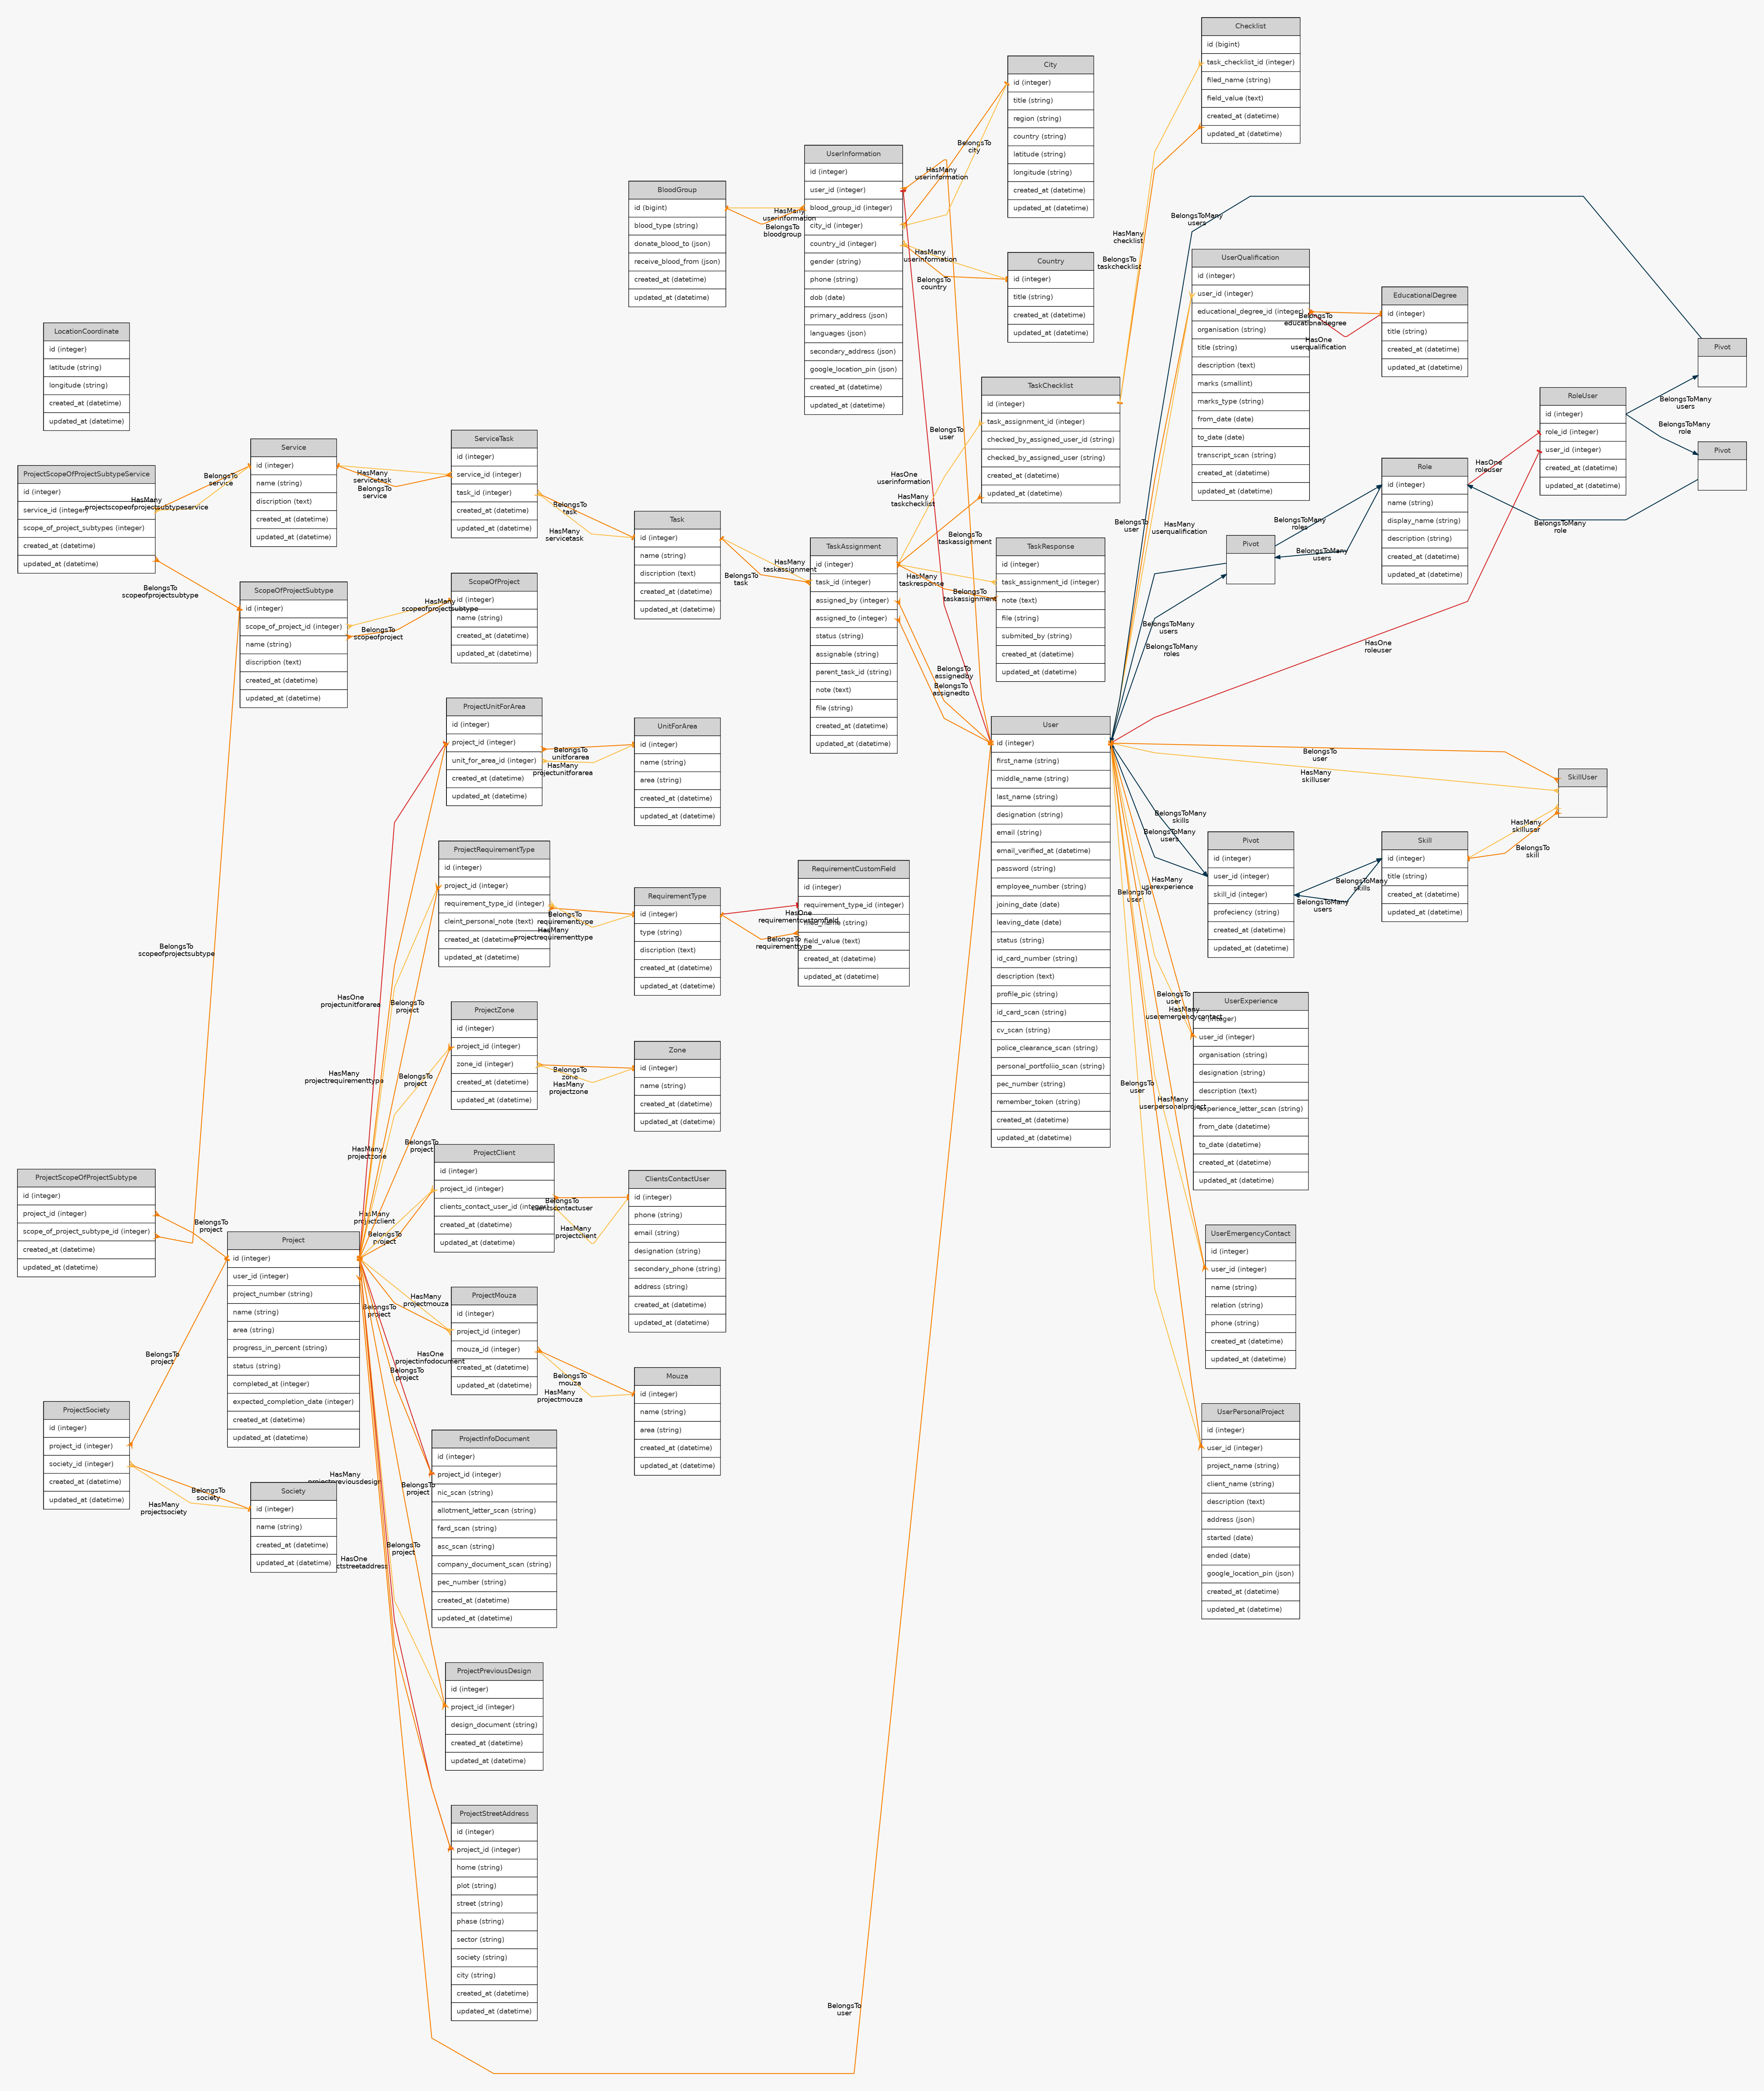 Checklist
id (bigint)
task_checklist_id (integer)
filed_name (string)
field_value (text)
created_at (datetime)
updated_at (datetime)
City
id (integer)
title (string)
region (string)
country (string)
latitude (string)
longitude (string)
created_at (datetime)
updated_at (datetime)
UserInformation
id (integer)
user_id (integer)
blood_group_id (integer)
city_id (integer)
country_id (integer)
gender (string)
phone (string)
dob (date)
primary_address (json)
languages (json)
secondary_address (json)
google_location_pin (json)
created_at (datetime)
updated_at (datetime)
BloodGroup
id (bigint)
blood_type (string)
donate_blood_to (json)
receive_blood_from (json)
created_at (datetime)
updated_at (datetime)
HasMany
userinformation
BelongsTo
bloodgroup
BelongsTo
city
HasMany
userinformation
HasMany
userinformation
BelongsTo
country
Country
id (integer)
title (string)
created_at (datetime)
updated_at (datetime)
HasMany
checklist
BelongsTo
taskchecklist
BelongsToMany
users
UserQualification
id (integer)
user_id (integer)
educational_degree_id (integer)
organisation (string)
title (string)
description (text)
marks (smallint)
marks_type (string)
from_date (date)
to_date (date)
transcript_scan (string)
created_at (datetime)
updated_at (datetime)
BelongsTo
educationaldegree
HasOne
userqualification
EducationalDegree
id (integer)
title (string)
created_at (datetime)
updated_at (datetime)
Pivot
BelongsToMany
users
BelongsToMany
role
Pivot
RoleUser
id (integer)
role_id (integer)
user_id (integer)
created_at (datetime)
updated_at (datetime)
HasOne
roleuser
BelongsToMany
role
Role
id (integer)
name (string)
display_name (string)
description (string)
created_at (datetime)
updated_at (datetime)
BelongsToMany
roles
BelongsToMany
users
Pivot
BelongsToMany
users
BelongsToMany
roles
HasOne
roleuser
BelongsTo
user
HasMany
userqualification
LocationCoordinate
id (integer)
latitude (string)
longitude (string)
created_at (datetime)
updated_at (datetime)
ProjectScopeOfProjectSubtypeService
id (integer)
service_id (integer)
scope_of_project_subtypes (integer)
created_at (datetime)
updated_at (datetime)
BelongsTo
service
HasMany
projectscopeofprojectsubtypeservice
BelongsTo
scopeofprojectsubtype
Service
id (integer)
name (string)
discription (text)
created_at (datetime)
updated_at (datetime)
HasMany
servicetask
BelongsTo
service
ServiceTask
id (integer)
service_id (integer)
task_id (integer)
created_at (datetime)
updated_at (datetime)
BelongsTo
task
HasMany
servicetask
Task
id (integer)
name (string)
discription (text)
created_at (datetime)
updated_at (datetime)
HasMany
taskassignment
BelongsTo
task
TaskAssignment
id (integer)
task_id (integer)
assigned_by (integer)
assigned_to (integer)
status (string)
assignable (string)
parent_task_id (string)
note (text)
file (string)
created_at (datetime)
updated_at (datetime)
BelongsTo
user
HasOne
userinformation
HasMany
taskchecklist
BelongsTo
taskassignment
HasMany
taskresponse
BelongsTo
taskassignment
BelongsTo
assignedby
BelongsTo
assignedto
TaskChecklist
id (integer)
task_assignment_id (integer)
checked_by_assigned_user_id (string)
checked_by_assigned_user (string)
created_at (datetime)
updated_at (datetime)
TaskResponse
id (integer)
task_assignment_id (integer)
note (text)
file (string)
submited_by (string)
created_at (datetime)
updated_at (datetime)
ScopeOfProjectSubtype
id (integer)
scope_of_project_id (integer)
name (string)
discription (text)
created_at (datetime)
updated_at (datetime)
HasMany
scopeofprojectsubtype
BelongsTo
scopeofproject
ScopeOfProject
id (integer)
name (string)
created_at (datetime)
updated_at (datetime)
ProjectUnitForArea
id (integer)
project_id (integer)
unit_for_area_id (integer)
created_at (datetime)
updated_at (datetime)
BelongsTo
unitforarea
HasMany
projectunitforarea
UnitForArea
id (integer)
name (string)
area (string)
created_at (datetime)
updated_at (datetime)
User
id (integer)
first_name (string)
middle_name (string)
last_name (string)
designation (string)
email (string)
email_verified_at (datetime)
password (string)
employee_number (string)
joining_date (date)
leaving_date (date)
status (string)
id_card_number (string)
description (text)
profile_pic (string)
id_card_scan (string)
cv_scan (string)
police_clearance_scan (string)
personal_portfoliio_scan (string)
pec_number (string)
remember_token (string)
created_at (datetime)
updated_at (datetime)
BelongsTo
user
HasMany
skilluser
SkillUser
HasMany
skilluser
BelongsTo
skill
BelongsToMany
skills
BelongsToMany
users
Pivot
id (integer)
user_id (integer)
skill_id (integer)
profeciency (string)
created_at (datetime)
updated_at (datetime)
BelongsToMany
skills
BelongsToMany
users
Skill
id (integer)
title (string)
created_at (datetime)
updated_at (datetime)
HasMany
userexperience
BelongsTo
user
BelongsTo
user
HasMany
useremergencycontact
BelongsTo
user
HasMany
userpersonalproject
UserExperience
id (integer)
user_id (integer)
organisation (string)
designation (string)
description (text)
experience_letter_scan (string)
from_date (datetime)
to_date (datetime)
created_at (datetime)
updated_at (datetime)
UserEmergencyContact
id (integer)
user_id (integer)
name (string)
relation (string)
phone (string)
created_at (datetime)
updated_at (datetime)
UserPersonalProject
id (integer)
user_id (integer)
project_name (string)
client_name (string)
description (text)
address (json)
started (date)
ended (date)
google_location_pin (json)
created_at (datetime)
updated_at (datetime)
ProjectRequirementType
id (integer)
project_id (integer)
requirement_type_id (integer)
cleint_personal_note (text)
created_at (datetime)
updated_at (datetime)
BelongsTo
requirementtype
HasMany
projectrequirementtype
RequirementType
id (integer)
type (string)
discription (text)
created_at (datetime)
updated_at (datetime)
HasOne
requirementcustomfield
BelongsTo
requirementtype
RequirementCustomField
id (integer)
requirement_type_id (integer)
filed_name (string)
field_value (text)
created_at (datetime)
updated_at (datetime)
BelongsTo
scopeofprojectsubtype
HasOne
projectunitforarea
BelongsTo
project
HasMany
projectrequirementtype
BelongsTo
project
HasMany
projectzone
BelongsTo
project
ProjectZone
id (integer)
project_id (integer)
zone_id (integer)
created_at (datetime)
updated_at (datetime)
BelongsTo
zone
HasMany
projectzone
Zone
id (integer)
name (string)
created_at (datetime)
updated_at (datetime)
ProjectClient
id (integer)
project_id (integer)
clients_contact_user_id (integer)
created_at (datetime)
updated_at (datetime)
BelongsTo
clientscontactuser
HasMany
projectclient
ClientsContactUser
id (integer)
phone (string)
email (string)
designation (string)
secondary_phone (string)
address (string)
created_at (datetime)
updated_at (datetime)
ProjectScopeOfProjectSubtype
id (integer)
project_id (integer)
scope_of_project_subtype_id (integer)
created_at (datetime)
updated_at (datetime)
BelongsTo
project
Project
id (integer)
user_id (integer)
project_number (string)
name (string)
area (string)
progress_in_percent (string)
status (string)
completed_at (integer)
expected_completion_date (integer)
created_at (datetime)
updated_at (datetime)
HasMany
projectclient
BelongsTo
project
HasMany
projectmouza
BelongsTo
project
HasOne
projectinfodocument
BelongsTo
project
ProjectMouza
id (integer)
project_id (integer)
mouza_id (integer)
created_at (datetime)
updated_at (datetime)
BelongsTo
mouza
HasMany
projectmouza
Mouza
id (integer)
name (string)
area (string)
created_at (datetime)
updated_at (datetime)
BelongsTo
project
ProjectSociety
id (integer)
project_id (integer)
society_id (integer)
created_at (datetime)
updated_at (datetime)
BelongsTo
society
HasMany
projectsociety
Society
id (integer)
name (string)
created_at (datetime)
updated_at (datetime)
HasMany
projectpreviousdesign
BelongsTo
project
HasOne
ctstreetaddress
BelongsTo
project
ProjectInfoDocument
id (integer)
project_id (integer)
nic_scan (string)
allotment_letter_scan (string)
fard_scan (string)
asc_scan (string)
company_document_scan (string)
pec_number (string)
created_at (datetime)
updated_at (datetime)
ProjectPreviousDesign
id (integer)
project_id (integer)
design_document (string)
created_at (datetime)
updated_at (datetime)
ProjectStreetAddress
id (integer)
project_id (integer)
home (string)
plot (string)
street (string)
phase (string)
sector (string)
society (string)
city (string)
created_at (datetime)
updated_at (datetime)
BelongsTo
user